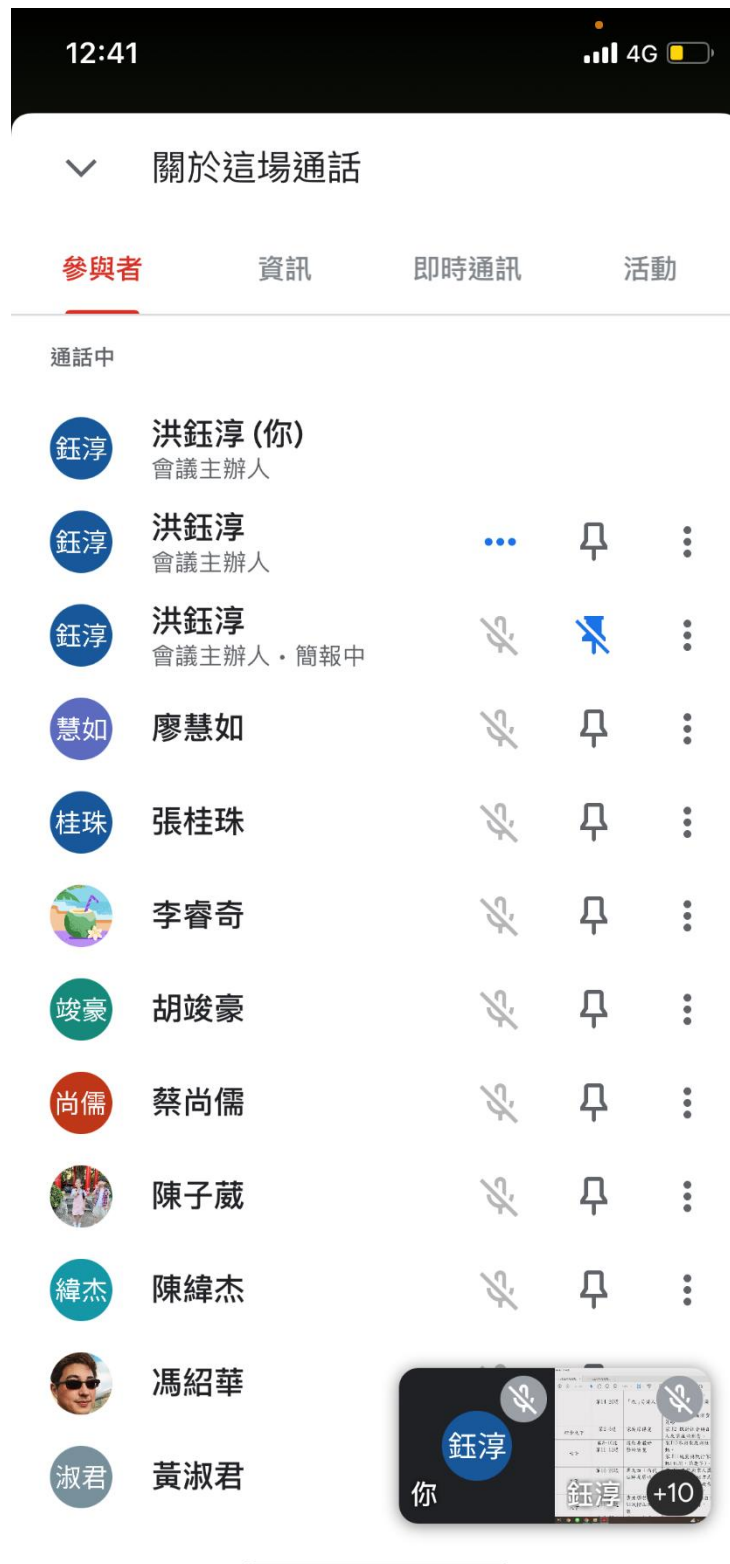 12:41
4G
關於這場通話
參與者
資訊
即時通訊
活動
通話中
鈺淳
洪鈺淳 (你)
會議主辦人
鈺淳
洪鈺淳
會議主辦人
鈺淳
洪鈺淳
會議主辦人・簡報中
慧如
廖慧如
桂珠
張桂珠
李睿奇
竣豪
胡竣豪
尚儒
蔡尚儒
陳子葳
緯杰
陳緯杰
馮紹華
淑君
黃淑君
鈺淳
你
鈺淳
+10